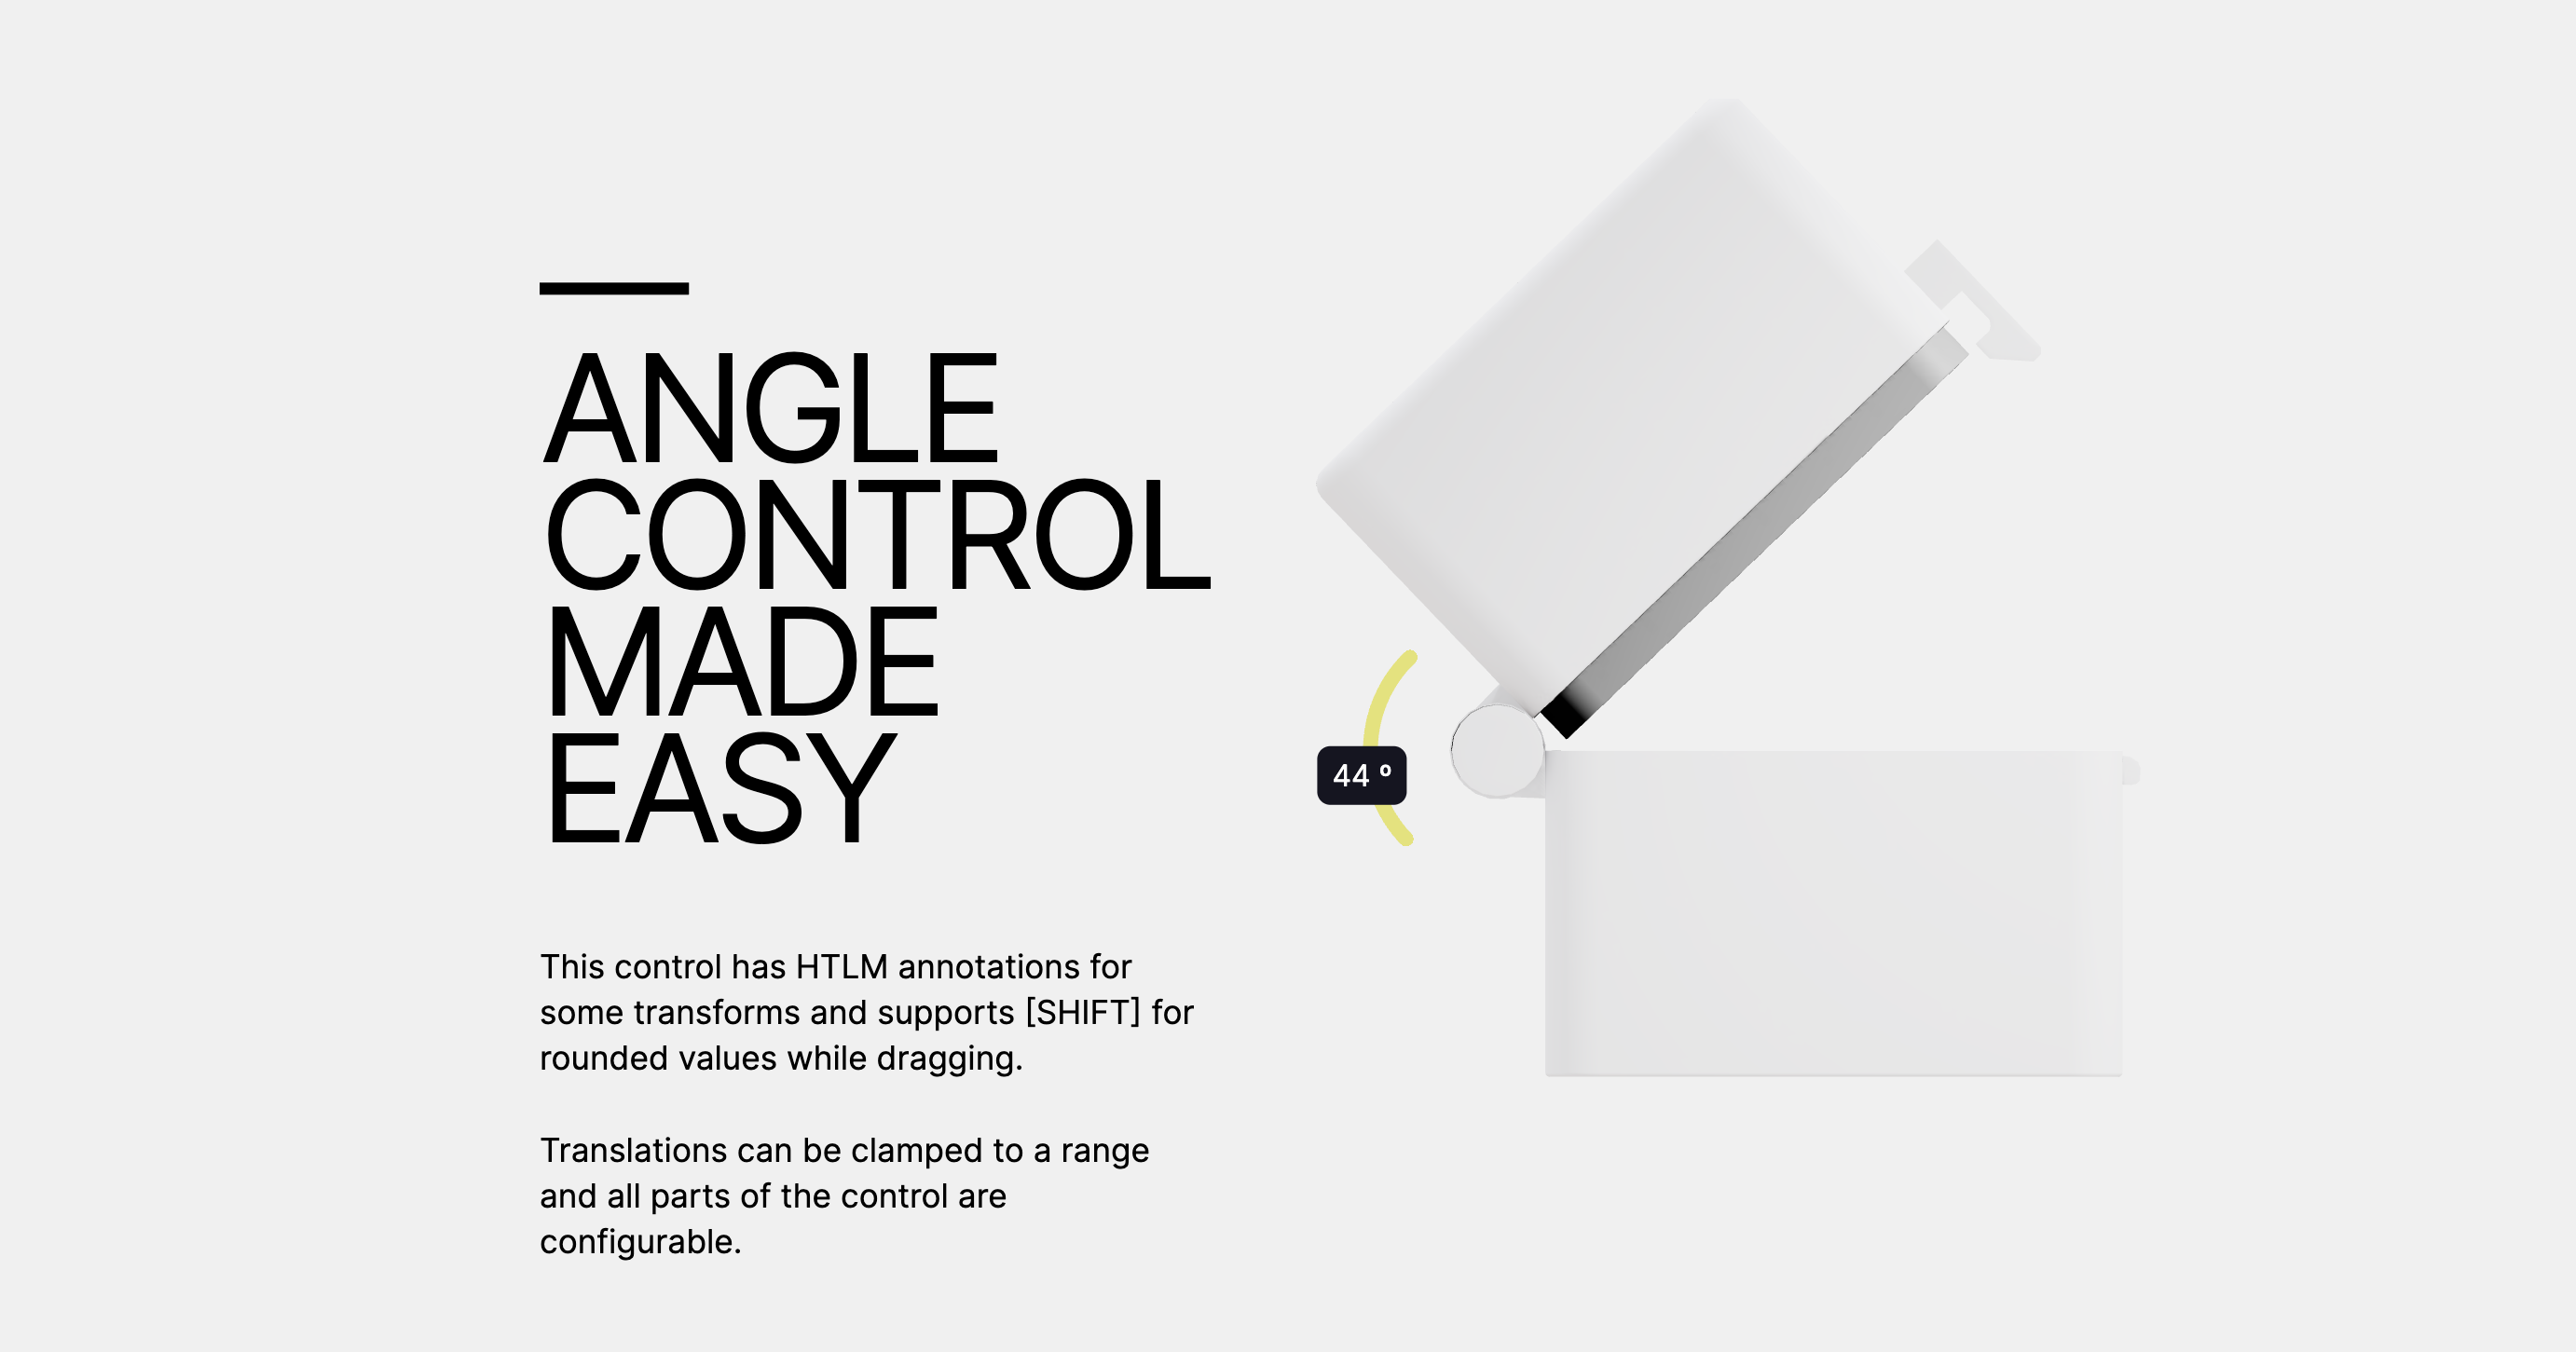 ANGLE
CONTROL
MADE
EASY
This control has HTLM annotations for
some transforms and supports [SHIFT] for
rounded values while dragging.
Translations can be clamped to a range
and all parts of the control are
configurable.
44 º